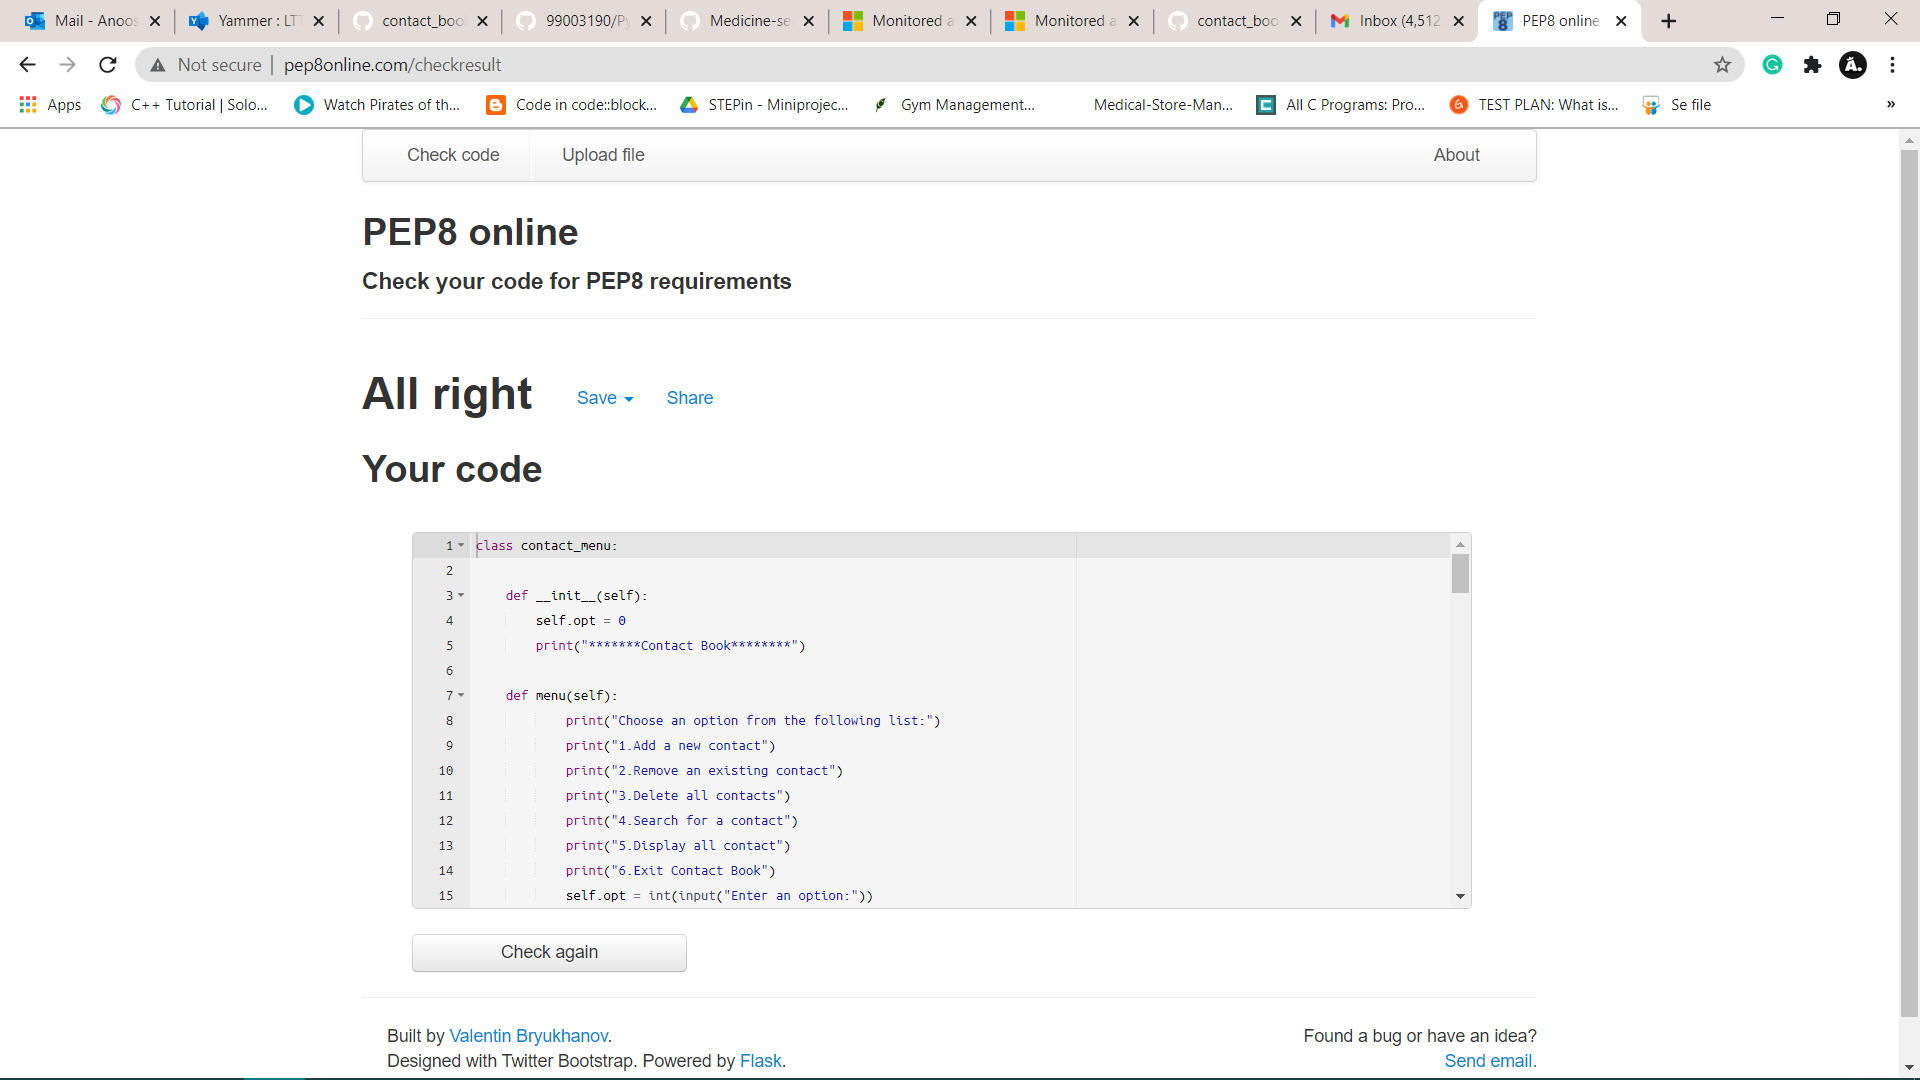 Mail - Anoos
Yammer : LT
contact_boo
99003190/Py
Medicine-se
Monitored a
Monitored a
contact_boo
Inbox (4,512
PEP8 online
Not secure | pep8online.com/checkresult
Apps
C++ Tutorial | Solo...
Watch Pirates of th...
Code in code::block...
STEPin - Miniprojec...
Gym Management...
Medical-Store-Man...
All C Programs: Pro...
TEST PLAN: What is...
Se file
»
Check code
Upload file
About
PEP8 online
Check your code for PEP8 requirements
All right
Save
Share
Your code
1 class contact_menu:
2
3 def __init__(self):
4 self.opt = 0
5 print("*******Contact Book********")
6
7 def menu(self):
8 print("Choose an option from the following list:")
9 print("1.Add a new contact")
10 print("2.Remove an existing contact")
11 print("3.Delete all contacts")
12 print("4.Search for a contact")
13 print("5.Display all contact")
14 print("6.Exit Contact Book")
15 self.opt = int(input("Enter an option:"))
Check again
Built by Valentin Bryukhanov.
Designed with Twitter Bootstrap. Powered by Flask.
Found a bug or have an idea?
Send email.